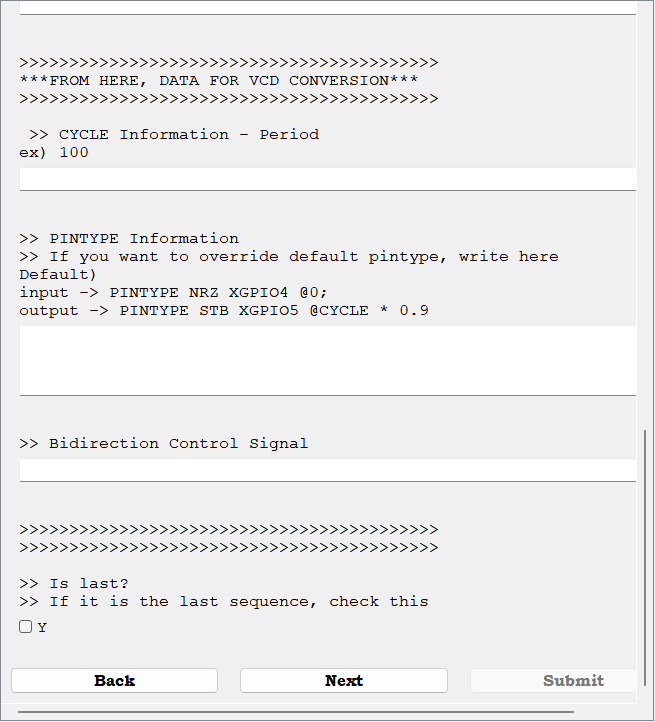 >>>>>>>>>>>>>>>>>>>>>>>>>>>>>>>>>>>>>>>>>>
***FROM HERE, DATA FOR VCD CONVERSION***
>>>>>>>>>>>>>>>>>>>>>>>>>>>>>>>>>>>>>>>>>>
>> CYCLE Information - Period
ex) 100
>> PINTYPE Information
>> If you want to override default pintype, write here
Default)
input -> PINTYPE NRZ XGPIO4 @0;
output -> PINTYPE STB XGPIO5 @CYCLE * 0.9
>> Bidirection Control Signal
>>>>>>>>>>>>>>>>>>>>>>>>>>>>>>>>>>>>>>>>>>
>>>>>>>>>>>>>>>>>>>>>>>>>>>>>>>>>>>>>>>>>>
>> Is last?
>> If it is the last sequence, check this
Y
Back Next Submit